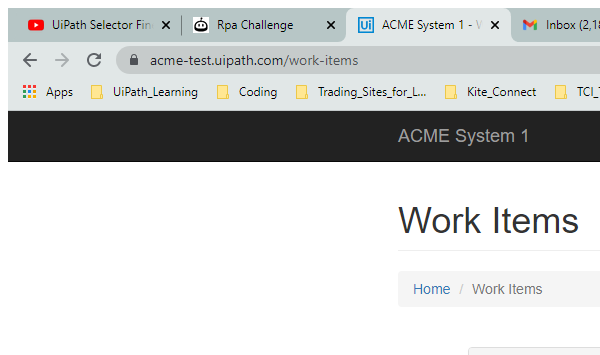 UiPath Selector Fin Rpa Challenge Ui ACME System 1 - W Inbox (2,18
acme-test.uipath.com/work-items
Apps UiPath_Learning Coding Trading_Sites_for_L... Kite_Connect TCI_T
ACME System 1
Work Items
Home / Work Items